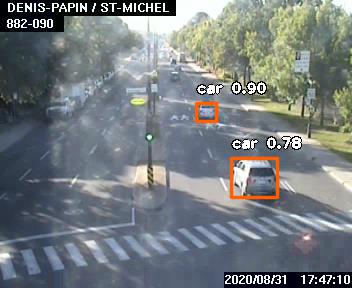 DENIS-PAPIN / ST-MICHEL
882-090
car 0.90
car 0.78
2020/08/31 17:47:10